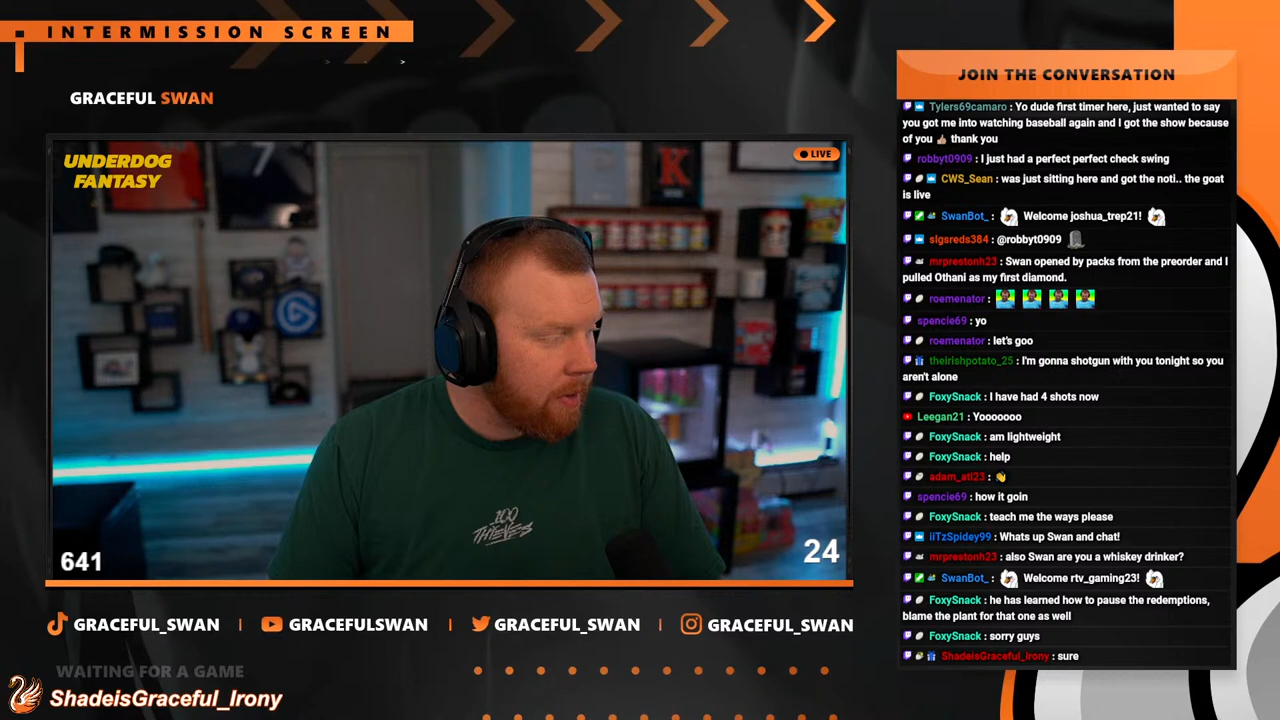 INTERMISSION SCREEN
GRACEFUL SWAN
UNDERDOG
FANTASY
LIVE
K
100
THIEVES
641
24
GRACEFUL_SWAN | GRACEFULSWAN | GRACEFUL_SWAN | GRACEFUL_SWAN
WAITING FOR A GAME
ShadeisGraceful_Irony
JOIN THE CONVERSATION
Tylers69camaro : Yo dude first timer here, just wanted to say
you got me into watching baseball again and I got the show because
of you 👍🏼 thank you
robbyt0909 : I just had a perfect perfect check swing
CWS_Sean : was just sitting here and got the noti.. the goat
is live
SwanBot_ : Welcome joshua_trep21!
slgsreds384 : @robbyt0909
mrprestonh23 : Swan opened by packs from the preorder and I
pulled Othani as my first diamond.
roemenator :
spencie69 : yo
roemenator : let's goo
theirishpotato_25 : I'm gonna shotgun with you tonight so you
aren't alone
FoxySnack : I have had 4 shots now
Leegan21 : Yooooooo
FoxySnack : am lightweight
FoxySnack : help
adam_atl23 : 👋
spencie69 : how it goin
FoxySnack : teach me the ways please
iiTzSpidey99 : Whats up Swan and chat!
mrprestonh23 : also Swan are you a whiskey drinker?
SwanBot_ : Welcome rtv_gaming23!
FoxySnack : he has learned how to pause the redemptions,
blame the plant for that one as well
FoxySnack : sorry guys
ShadeisGraceful_Irony : sure